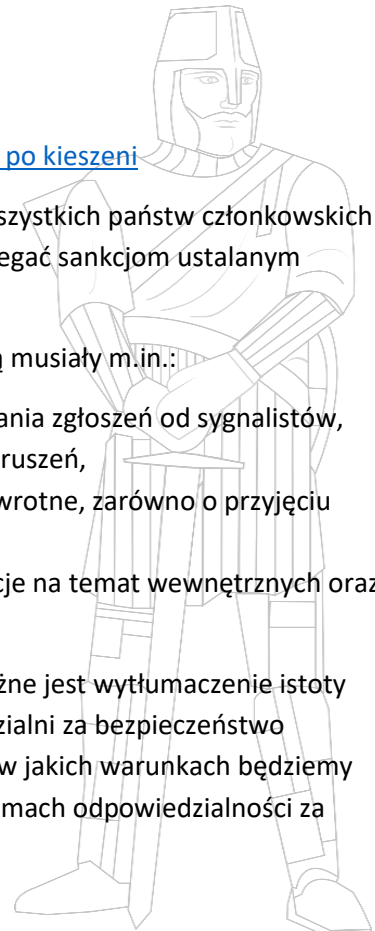 po kieszeni
szystkich państw członkowskich
egać sankcjom ustalanym
musiały m.in.:
ania zgłoszeń od sygnalistów,
ruszeń,
wrotne, zarówno o przyjęciu
cje na temat wewnętrznych oraz
żne jest wytłumaczenie istoty
zialni za bezpieczeństwo
w jakich warunkach będziemy
mach odpowiedzialności za